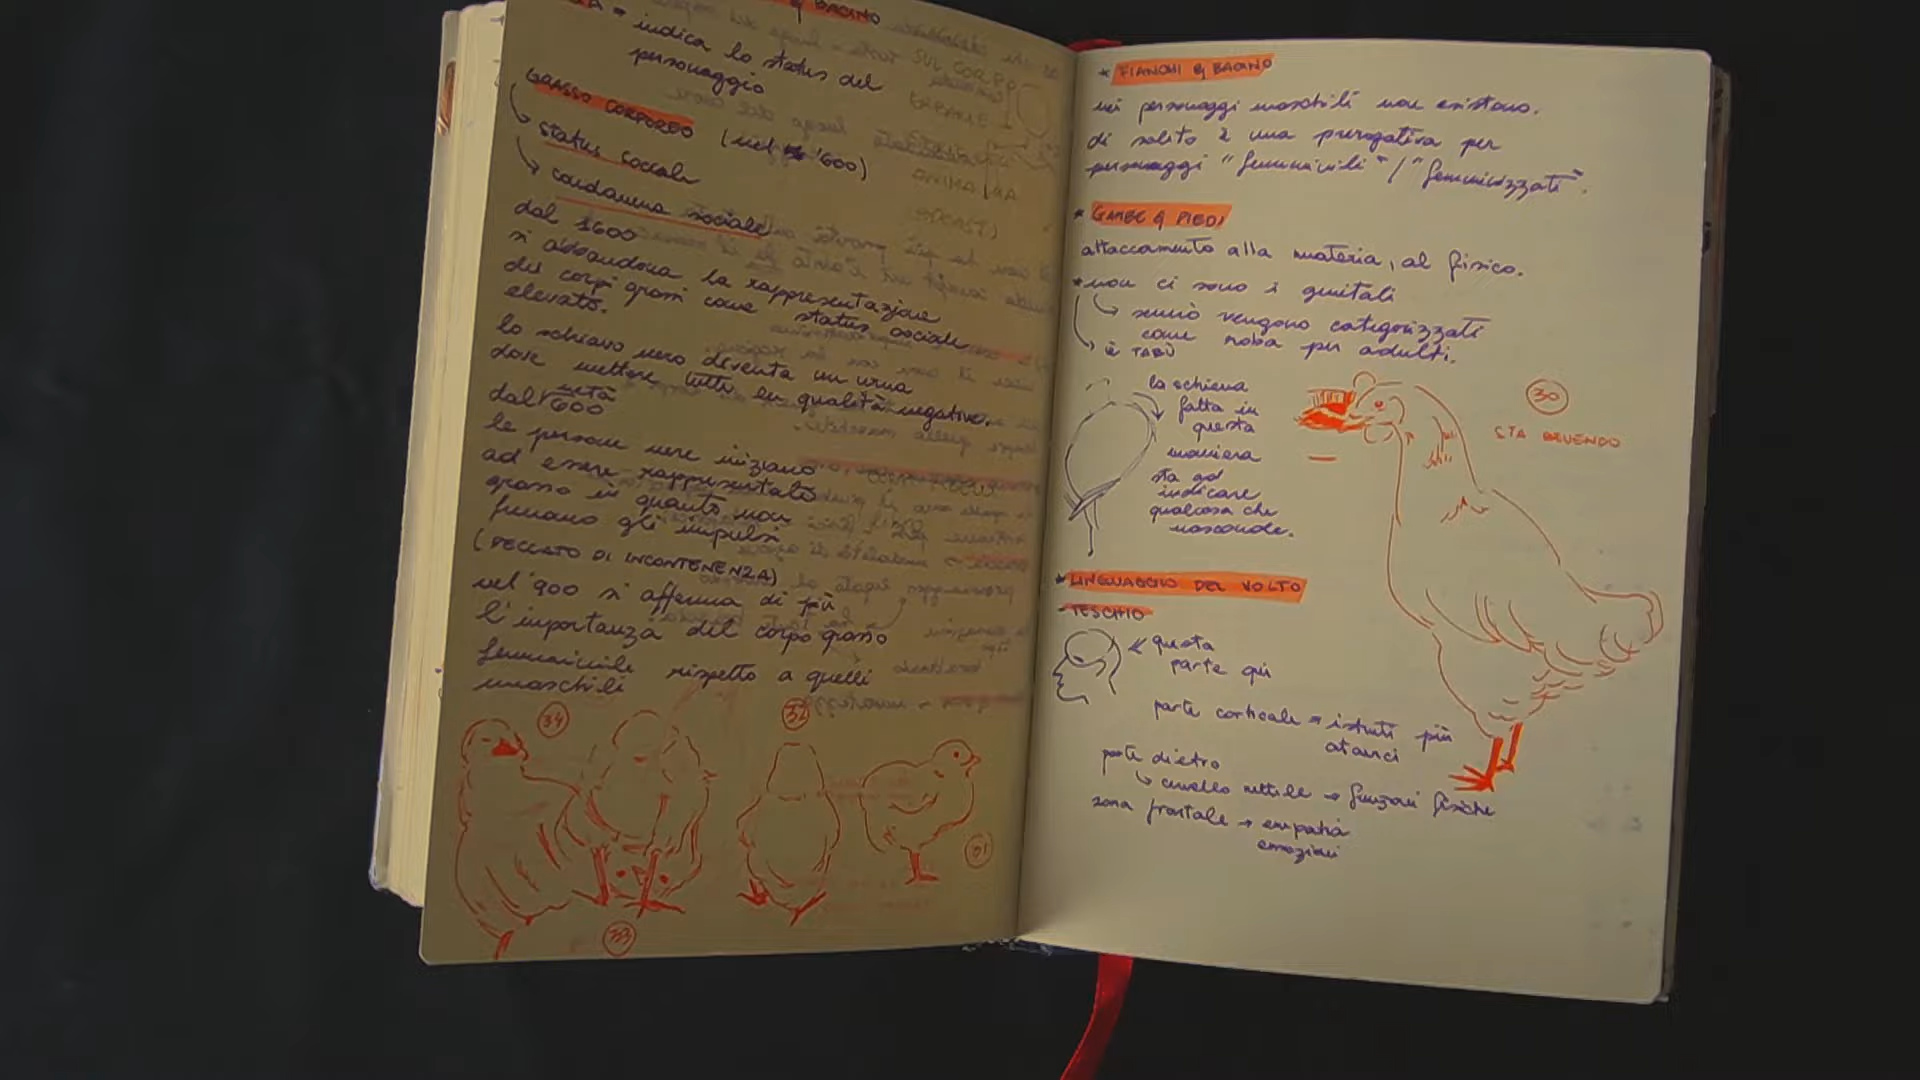 & BACINO
= indica lo status del
personaggio
GRASSO CORPOREO
(nel '600)
status sociale
condanna sociale
dal 1600
si abbandona la rappresentazione
dei corpi grassi come status sociale
elevato.
lo schiavo nero diventa un urna
dove mettere tutte le qualità negative.
dal metà '600
le persone nere iniziano
ad essere rappresentate
grasse in quanto non
frenano gli impulsi
(PECCATO DI INCONTENENZA)
nel '900 si afferma di più
l'importanza del corpo grasso
femminile rispetto a quelli
maschili
34
32
31
33
* FIANCHI & BACINO
nei personaggi maschili non esistono.
di solito è una prerogativa per
personaggi "femminili"/"femminizzati".
* GAMBE & PIEDI
attaccamento alla materia, al fisico.
* non ci sono i genitali
sennò vengono categorizzati
come roba per adulti.
è TABÙ
la schiena
fatta in
questa
maniera
sta ad
indicare
qualcosa che
nasconde.
30
STA BEVENDO
* LINGUAGGIO DEL VOLTO
- TESCHIO
questa
parte qui
parte corticale = istinti più
atavici
parte dietro
cervello rettile → funzioni fisiche
zona frontale → empatia
emozioni